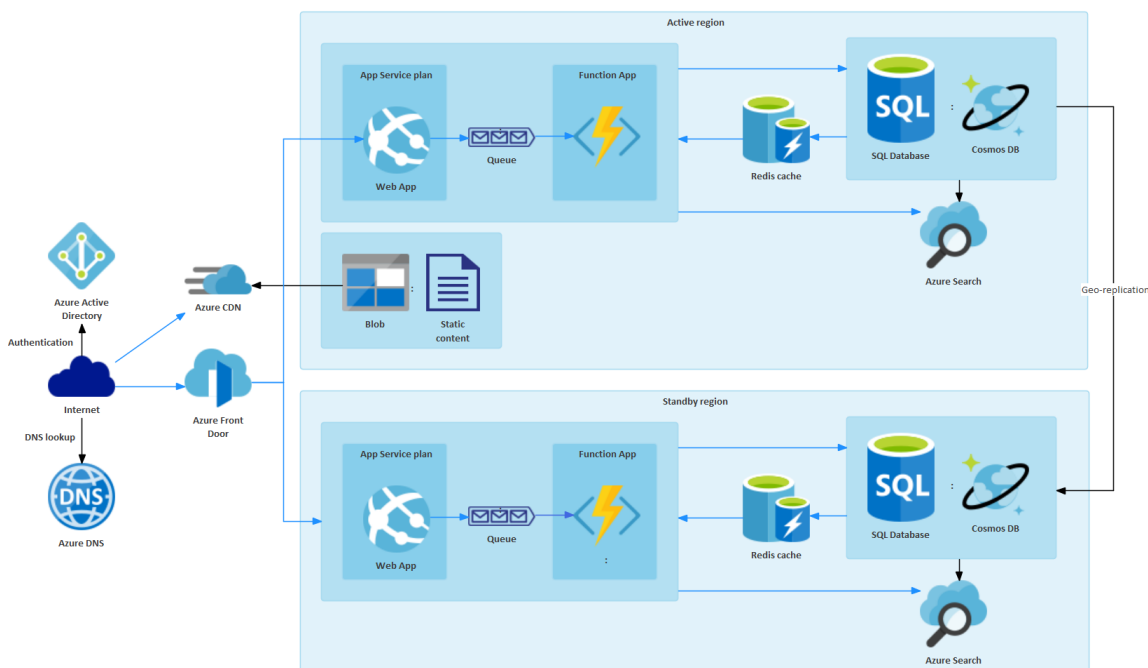 Active region
App Service plan
Function App
SQL
:
Web App
Queue
Redis cache
SQL Database
Cosmos DB
Azure Search
Geo-replication
:
Blob
Static
content
Azure CDN
Azure Active
Directory
Authentication
Internet
Azure Front
Door
DNS lookup
DNS
Azure DNS
Standby region
App Service plan
Function App
SQL
:
Web App
Queue
:
Redis cache
SQL Database
Cosmos DB
Azure Search